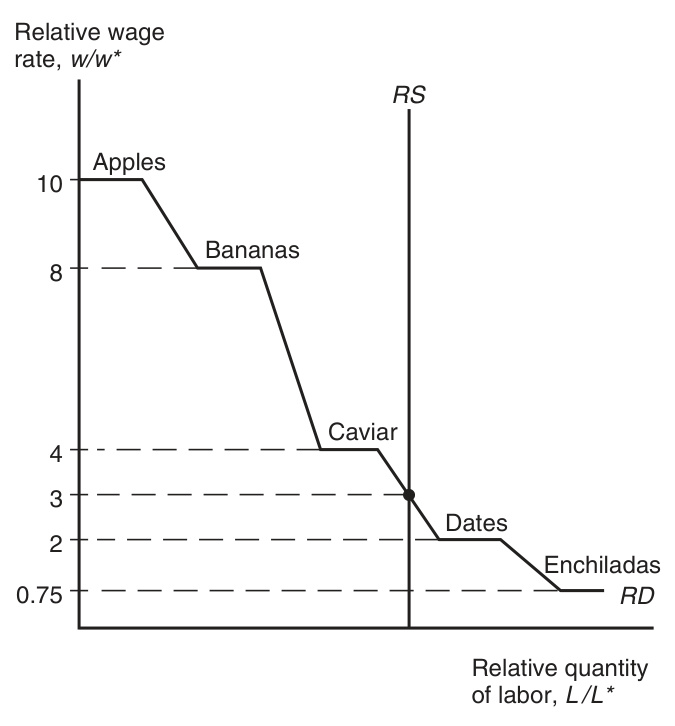 Relative wage
rate, w/w*
RS
Apples
10
Bananas
8
Caviar
4
3
Dates
2
Enchiladas
0.75
RD
Relative quantity
of labor, L/L*